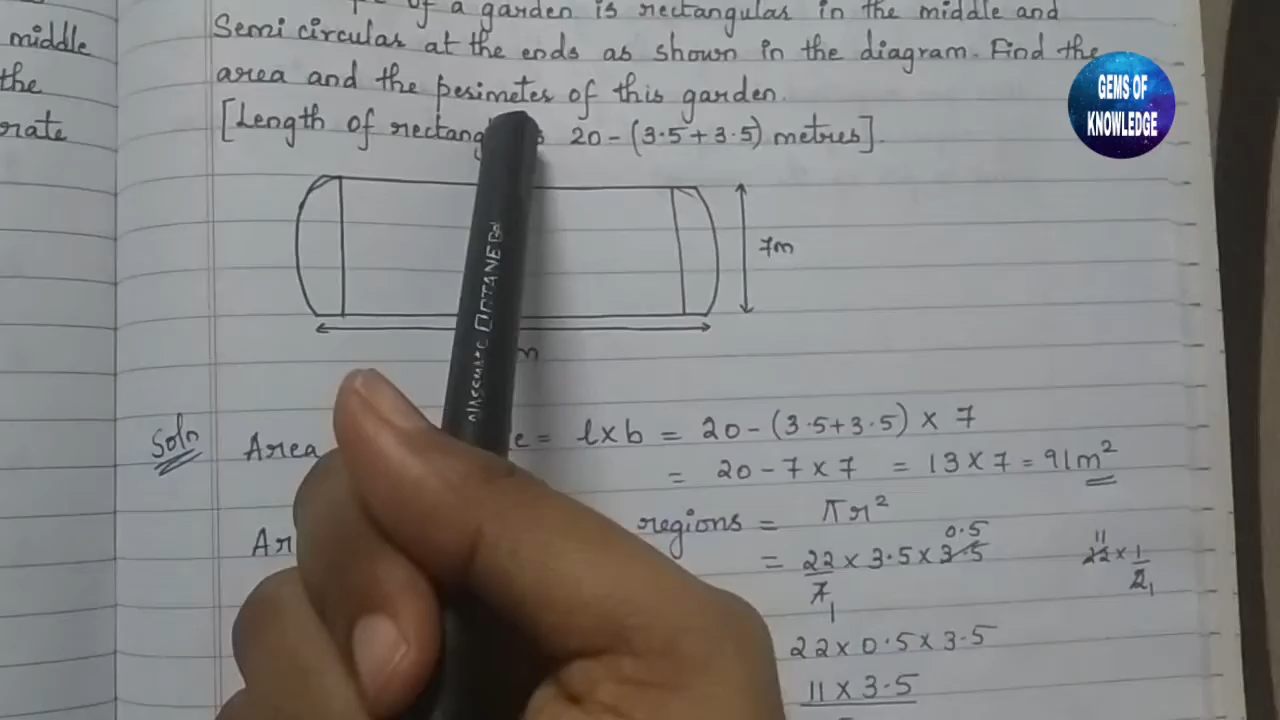 middle
the
rate
of a garden is rectangular in the middle and
Semi circular at the ends as shown in the diagram. Find the
area and the perimeter of this garden.
[Length of rectang 20 - (3.5+3.5) metres].
GEMS OF
KNOWLEDGE
7m
m
CLASSMATE OCTANE Gel
Soln
Area e = l×b = 20 - (3.5+3.5) × 7
= 20 - 7 × 7 = 13 × 7 = 91m²
Ar regions = πr²
= 22/7 × 3.5 × 3.5 0.5 1
11 22 × 1/2 1
22 × 0.5 × 3.5
11 × 3.5